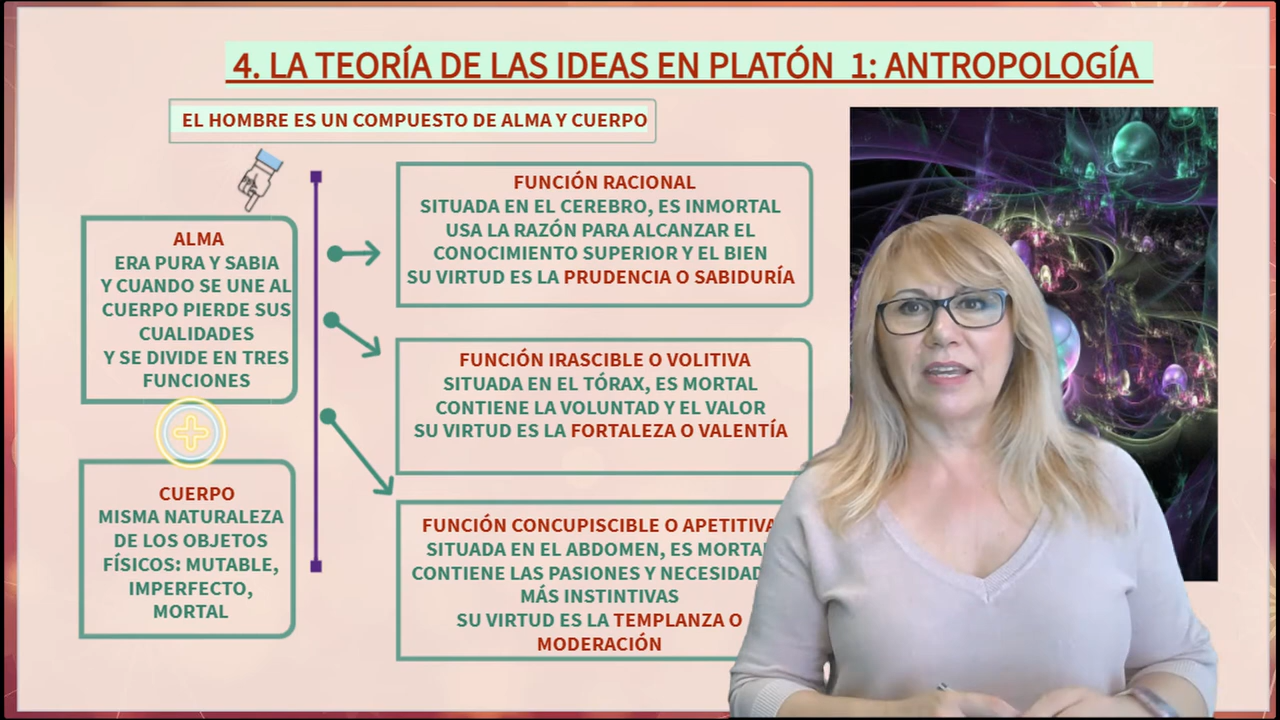 4. LA TEORÍA DE LAS IDEAS EN PLATÓN 1: ANTROPOLOGÍA
EL HOMBRE ES UN COMPUESTO DE ALMA Y CUERPO
ALMA
ERA PURA Y SABIA
Y CUANDO SE UNE AL
CUERPO PIERDE SUS
CUALIDADES
Y SE DIVIDE EN TRES
FUNCIONES
CUERPO
MISMA NATURALEZA
DE LOS OBJETOS
FÍSICOS: MUTABLE,
IMPERFECTO,
MORTAL
FUNCIÓN RACIONAL
SITUADA EN EL CEREBRO, ES INMORTAL
USA LA RAZÓN PARA ALCANZAR EL
CONOCIMIENTO SUPERIOR Y EL BIEN
SU VIRTUD ES LA PRUDENCIA O SABIDURÍA
FUNCIÓN IRASCIBLE O VOLITIVA
SITUADA EN EL TÓRAX, ES MORTAL
CONTIENE LA VOLUNTAD Y EL VALOR
SU VIRTUD ES LA FORTALEZA O VALENTÍA
FUNCIÓN CONCUPISCIBLE O APETITIVA
SITUADA EN EL ABDOMEN, ES
CONTIENE LAS PASIONES Y
MÁS INSTINTIVAS
SU VIRTUD ES LA TEMPLANZA O
MODERACIÓN